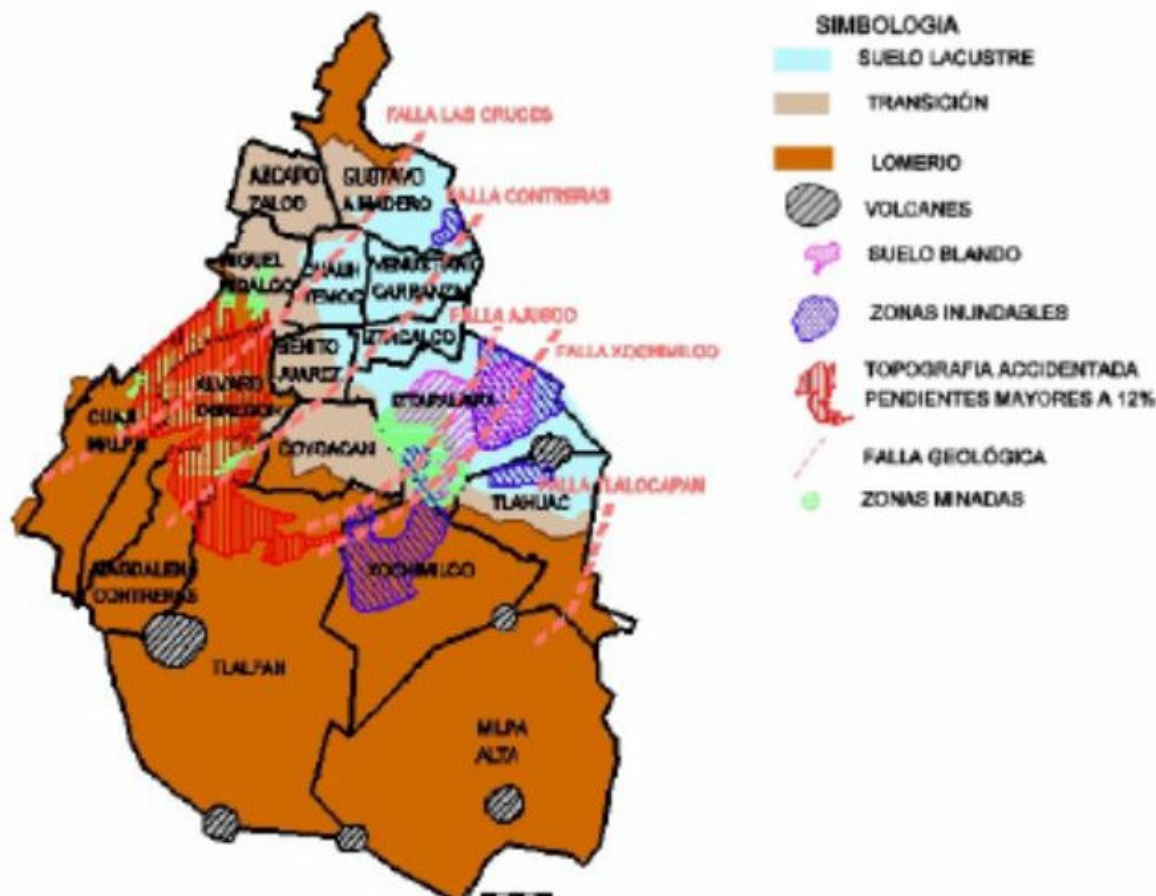 SIMBOLOGIA
SUELO LACUSTRE
TRANSICIÓN
LOMERIO
VOLCANES
SUELO BLANDO
ZONAS INUNDABLES
TOPOGRAFIA ACCIDENTADA
PENDIENTES MAYORES A 12%
FALLA GEOLÓGICA
ZONAS MINADAS
FALLA LAS CRUCES
AZCAPO
ZALCO
GUSTAVO
A.MADERO
FALLA CONTRERAS
MIGUEL
HIDALGO
CUAUH
TEMOC
VENUSTIANO
CARRANZA
FALLA AJUSCO
IZTACALCO
FALLA XOCHIMILCO
BENITO
JUAREZ
ALVARO
OBREGON
IZTAPALAPA
CUAJI
MALPA
COYOACAN
FALLA TLALOCAPAN
TLAHUAC
MAGDALENA
CONTRERAS
XOCHIMILCO
TLALPAN
MILPA
ALTA